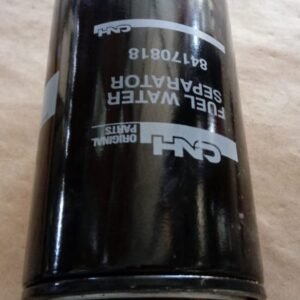 CNH
ORIGINAL
PARTS
FUEL WATER
SEPARATOR
84170818
CNH